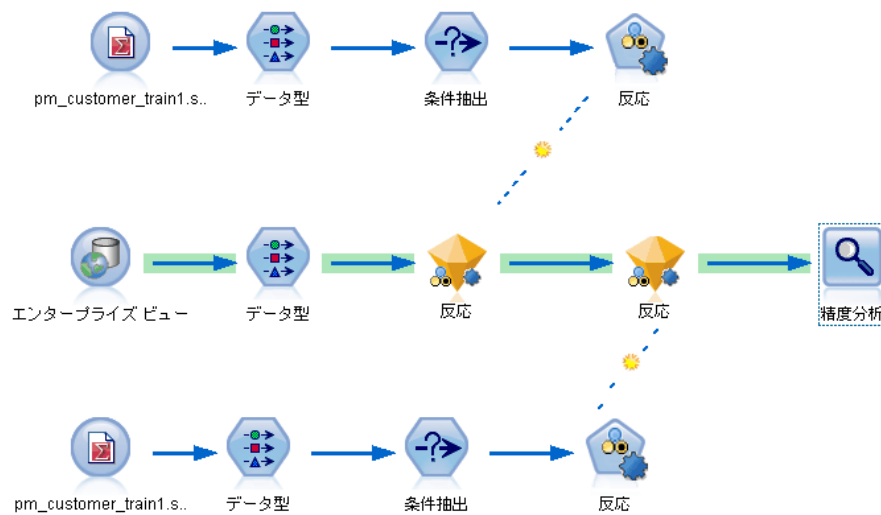 pm_customer_train1.s..
データ型
条件抽出
反応
エンタープライズ ビュー
データ型
反応
反応
精度分析
pm_customer_train1.s..
データ型
条件抽出
反応